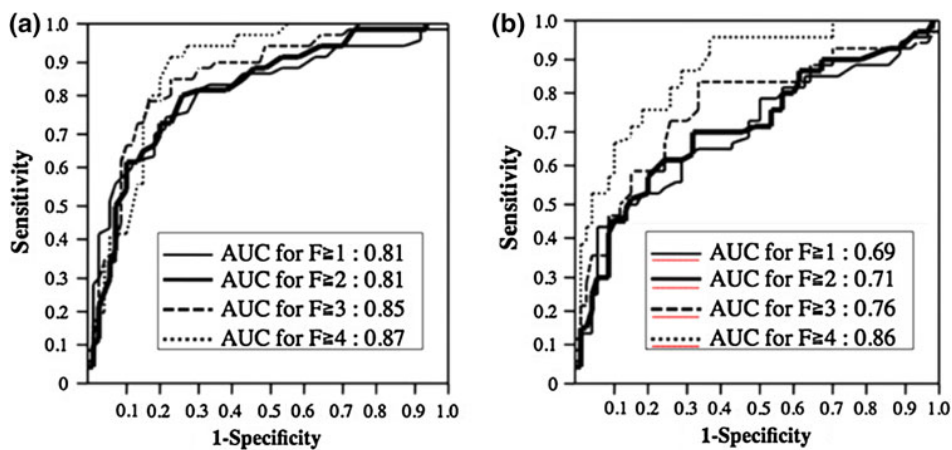 (a)
1.0
0.9
0.8
0.7
0.6
0.5
0.4
0.3
0.2
0.1
0
Sensitivity
AUC for F≧1 : 0.81
AUC for F≧2 : 0.81
AUC for F≧3 : 0.85
AUC for F≧4 : 0.87
0.1 0.2 0.3 0.4 0.5 0.6 0.7 0.8 0.9 1.0
1-Specificity
(b)
1.0
0.9
0.8
0.7
0.6
0.5
0.4
0.3
0.2
0.1
0
Sensitivity
AUC for F≧1 : 0.69
AUC for F≧2 : 0.71
AUC for F≧3 : 0.76
AUC for F≧4 : 0.86
0.1 0.2 0.3 0.4 0.5 0.6 0.7 0.8 0.9 1.0
1-Specificity